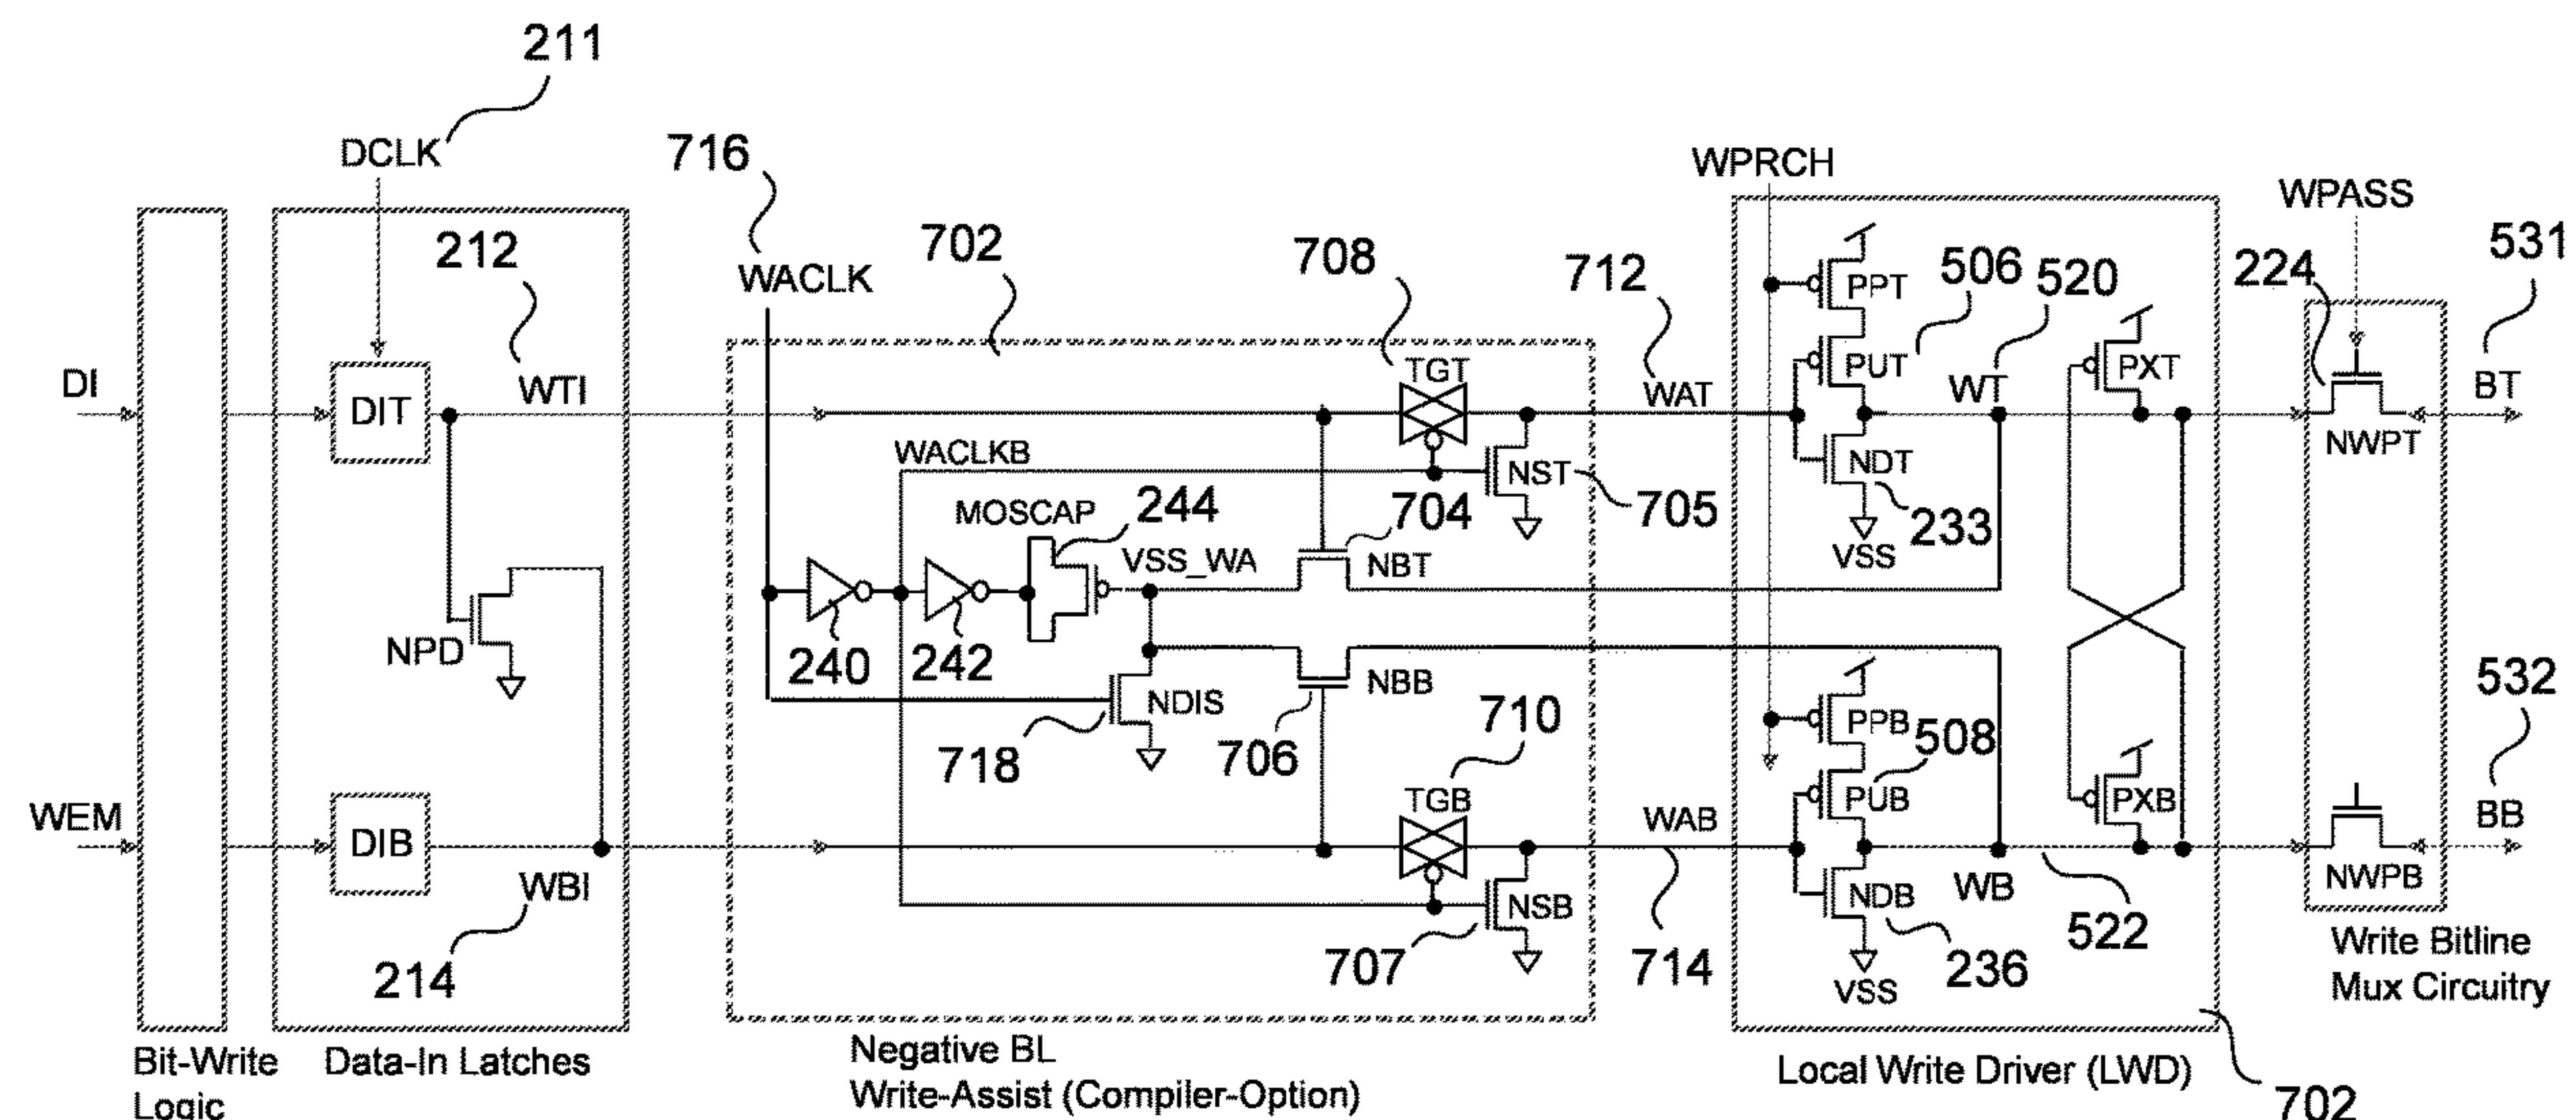 211
DCLK
716
WPRCH
WPASS
212
702
708
712
506
520
224
531
WACLK
PPT
TGT
PXT
DI
DIT
WTI
WAT
PUT
WT
BT
WACLKB
NST
NDT
NWPT
MOSCAP
244
704
705
233
VSS_WA
NBT
VSS
NPD
240
242
NBB
532
NDIS
710
PPB
508
718
706
WEM
TGB
WAB
PUB
PXB
BB
DIB
WBI
NSB
NDB
WB
NWPB
214
707
714
236
522
VSS
Write Bitline
Mux Circuitry
Bit-Write
Logic
Data-In Latches
Negative BL
Write-Assist (Compiler-Option)
Local Write Driver (LWD)
702